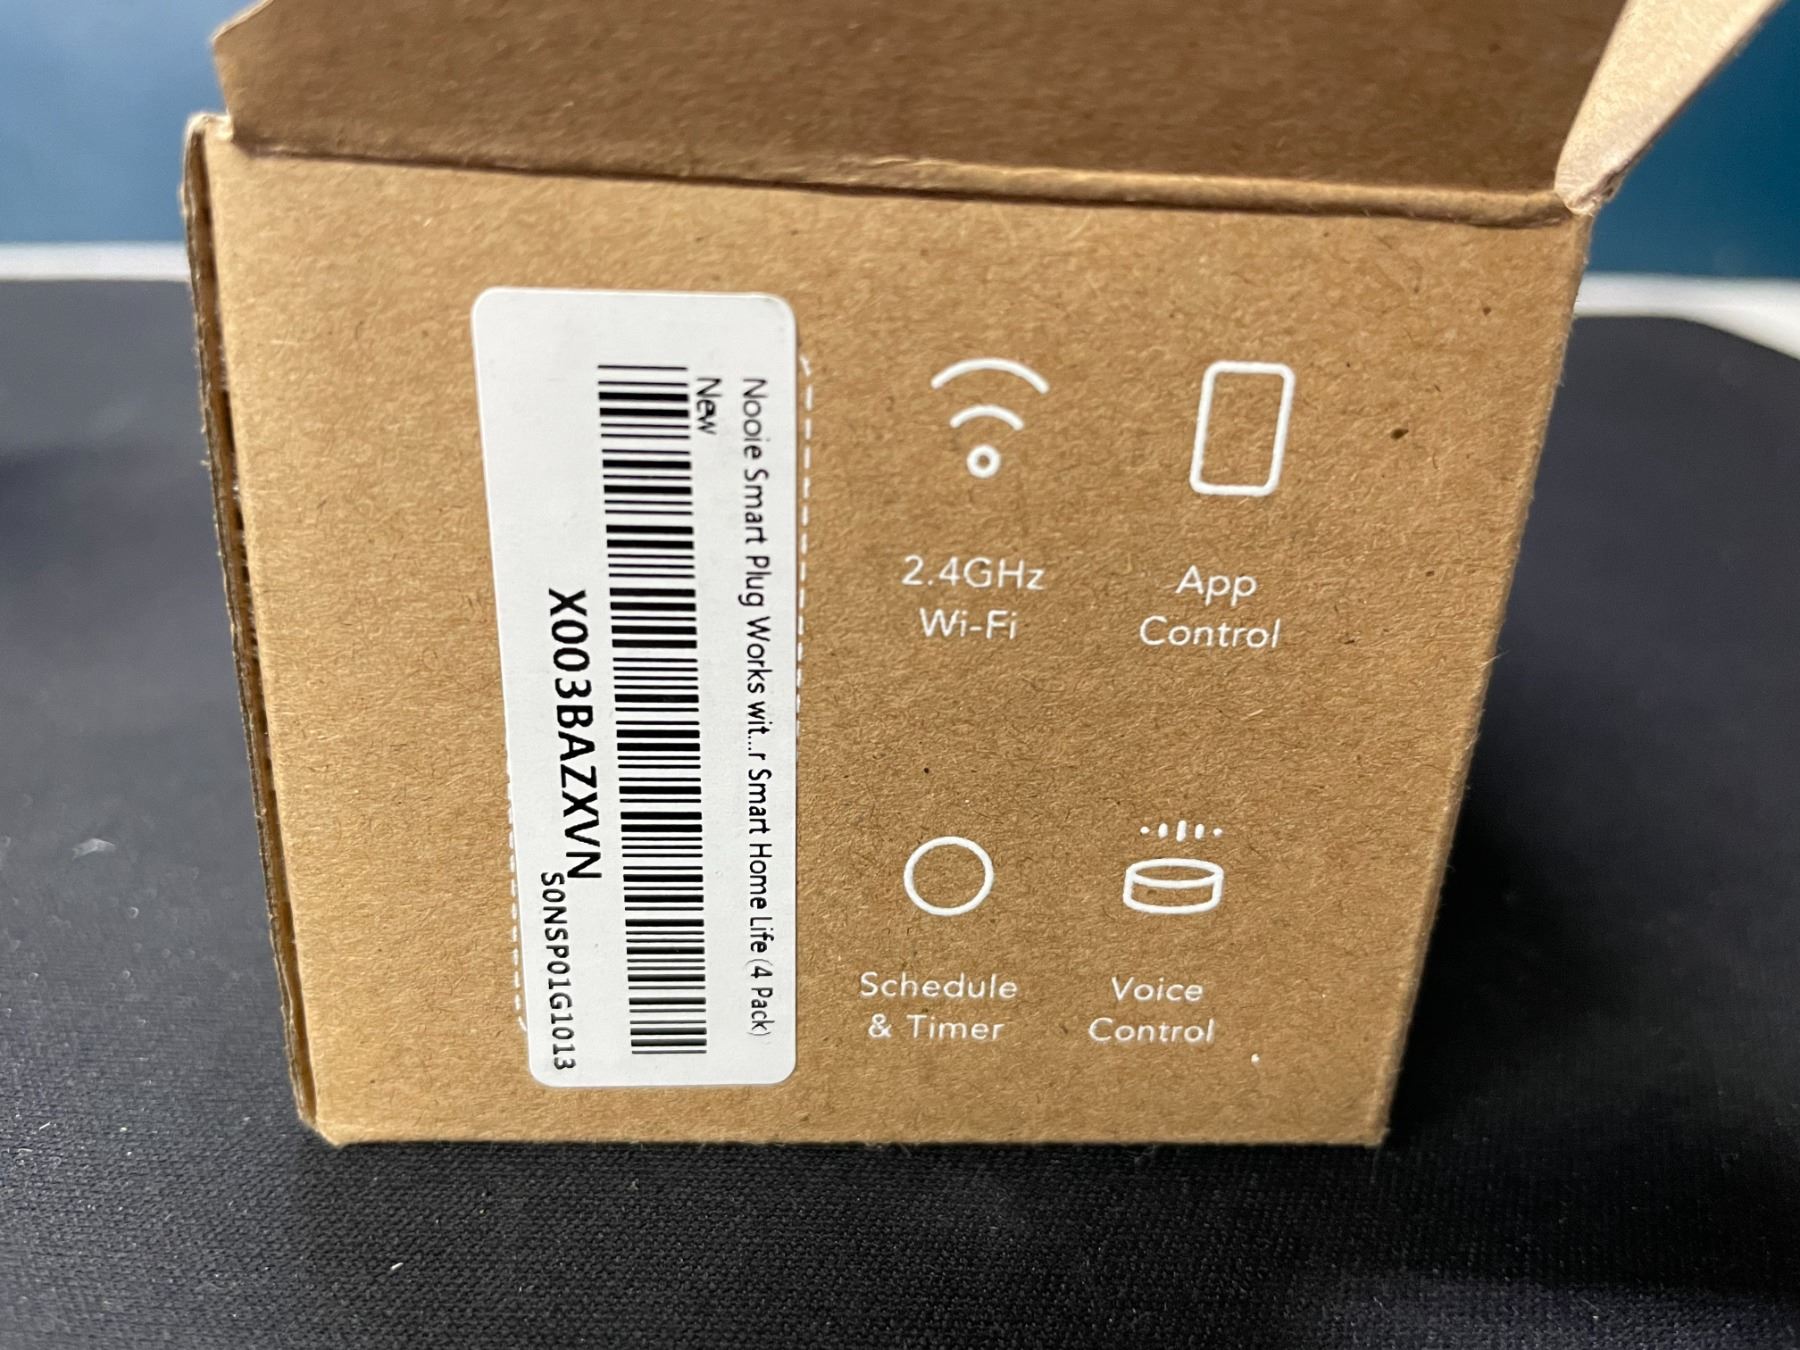 Nooie Smart Plug Works wit...r Smart Home Life (4 Pack)
New
X003BAZXVN
S0NSP01G1013
2.4GHz
Wi-Fi
App
Control
Schedule
& Timer
Voice
Control